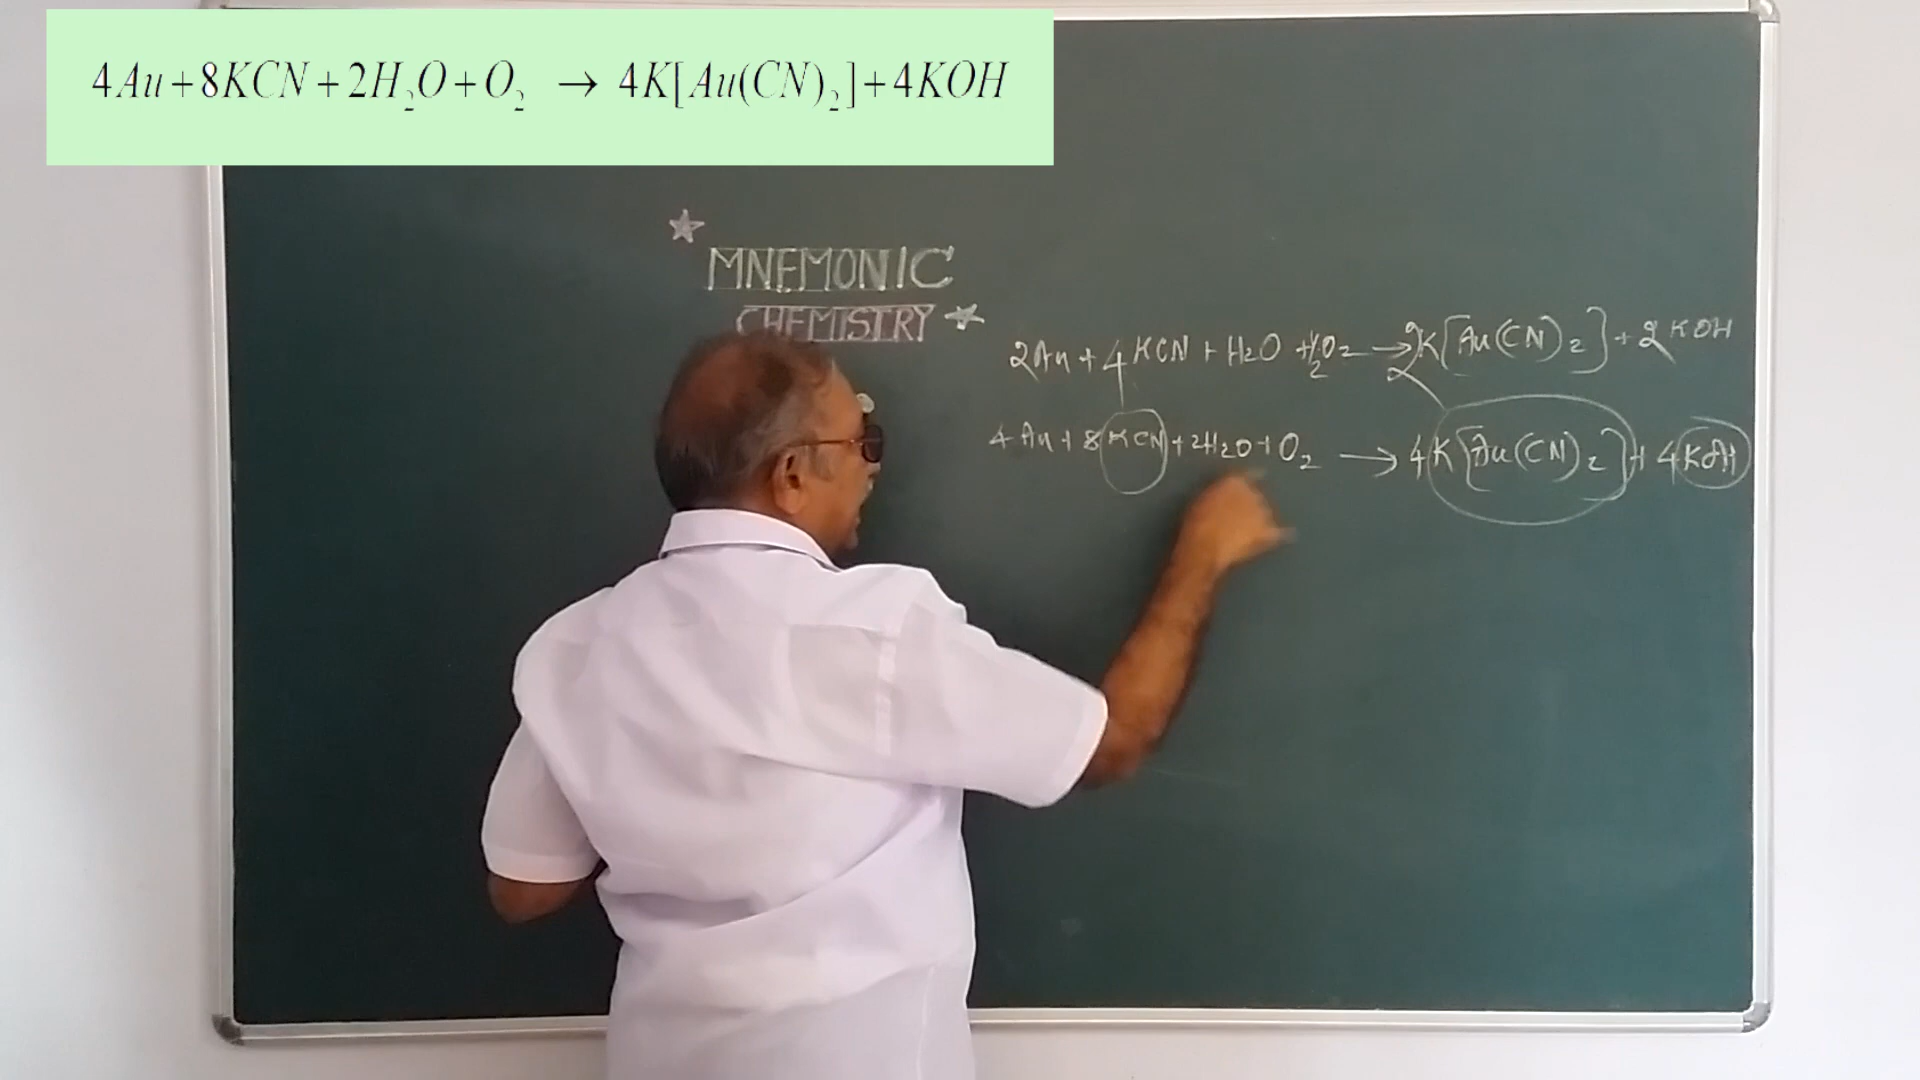 4Au+8KCN+2H₂O+O₂ → 4K[Au(CN)₂]+4KOH
MNEMONIC
CHEMISTRY
2Au + 4KCN + H₂O + ½O₂ → 2K[Au(CN)₂] + 2KOH
2
4Au + 8KCN + 2H₂O + O₂ → 4K[Au(CN)₂] + 4KOH